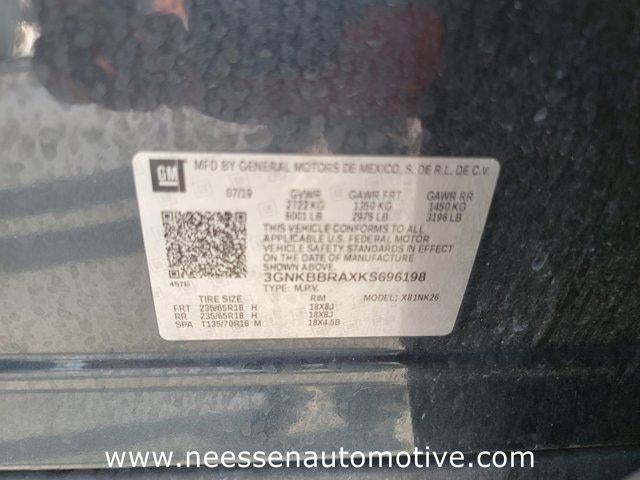 GM
MFD BY GENERAL MOTORS DE MEXICO, S. DE R.L. DE C.V.
07/19 GVWR GAWR FRT GAWR RR
2722 KG 1350 KG 1450 KG
6001 LB 2976 LB 3196 LB
THIS VEHICLE CONFORMS TO ALL
APPLICABLE U.S. FEDERAL MOTOR
VEHICLE SAFETY STANDARDS IN EFFECT
ON THE DATE OF MANUFACTURE SHOWN ABOVE.
3GNKBBRAXKS696198
457E
TYPE: M.P.V. MODEL: X81NK26
TIRE SIZE RIM
FRT 235/65R18 H 18X8J
RR 235/65R18 H 18X8J
SPA T135/70R18 M 18X4.5B
www.neessenautomotive.com